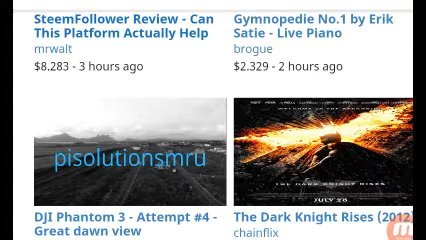 SteemFollower Review - Can
This Platform Actually Help
mrwalt
$8.283 - 3 hours ago
Gymnopedie No.1 by Erik
Satie - Live Piano
brogue
$2.329 - 2 hours ago
pisolutionsmru
THE DARK KNIGHT RISES
JULY 20
DJI Phantom 3 - Attempt #4 -
Great dawn view
The Dark Knight Rises (2012
chainflix